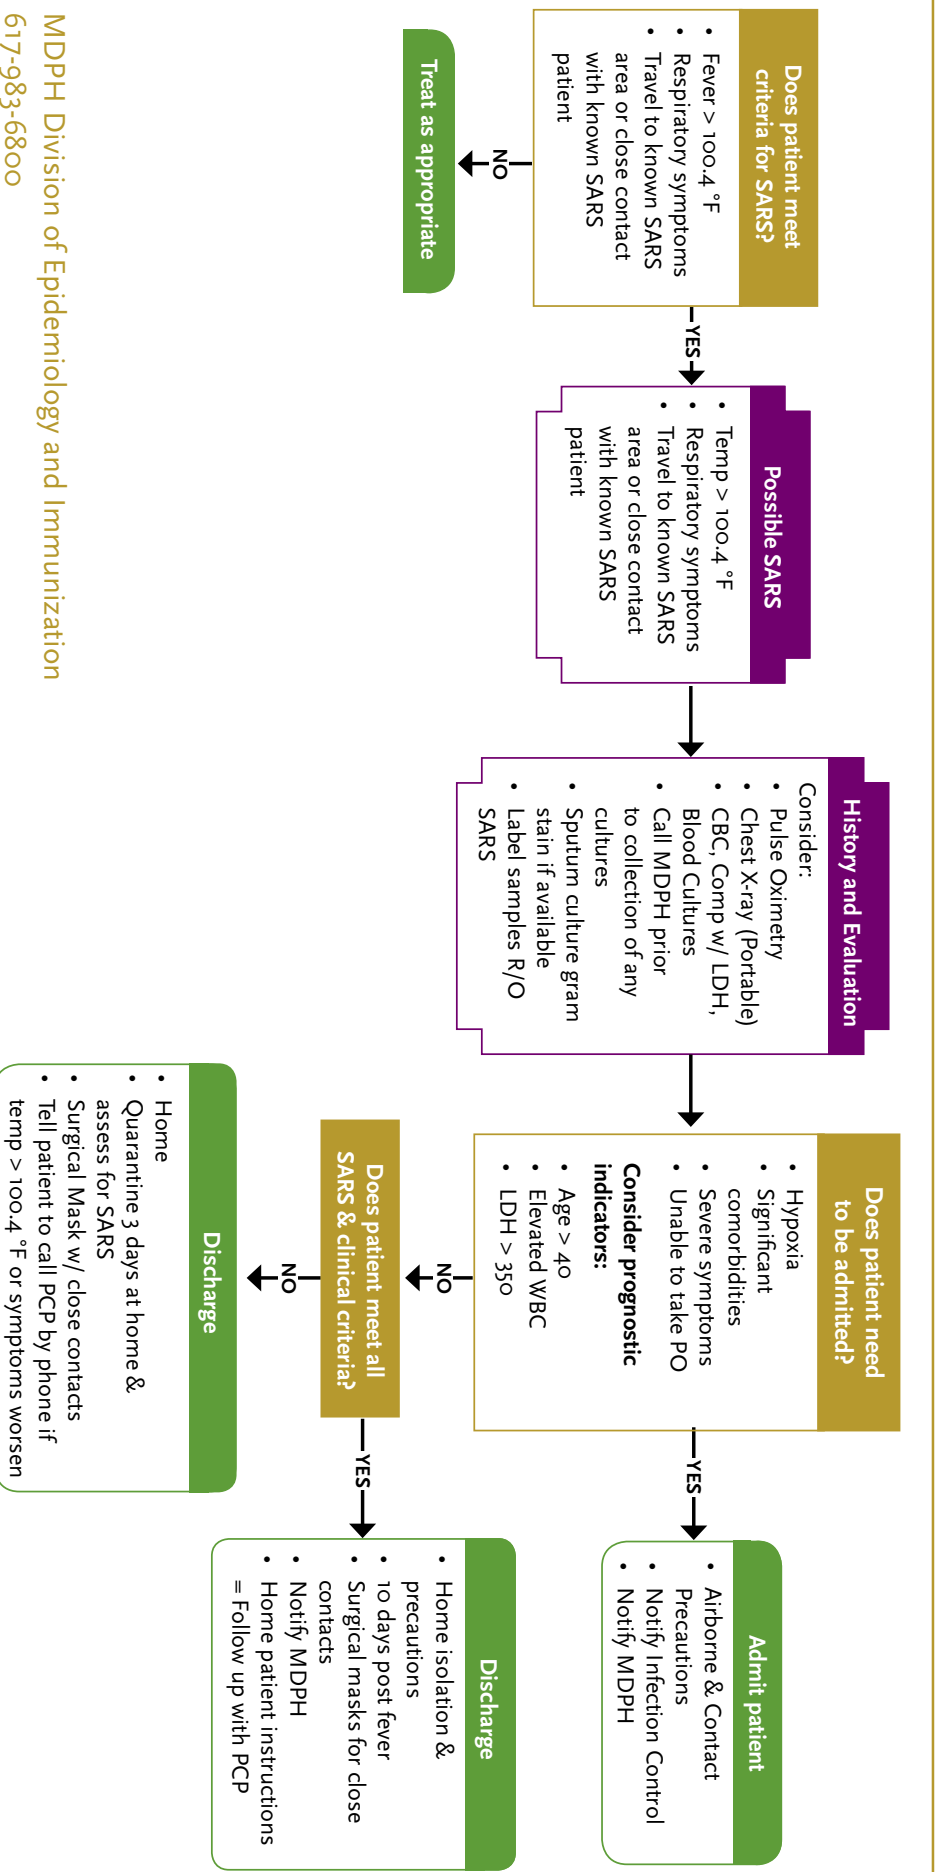 Does patient meet
criteria for SARS?
• Fever > 100.4 °F
• Respiratory symptoms
• Travel to known SARS
area or close contact
with known SARS
patient
NO
Treat as appropriate
YES
Possible SARS
• Temp > 100.4 °F
• Respiratory symptoms
• Travel to known SARS
area or close contact
with known SARS
patient
History and Evaluation
Consider:
• Pulse Oximetry
• Chest X-ray (Portable)
• CBC, Comp w/ LDH,
Blood Cultures
• Call MDPH prior
to collection of any
cultures
• Sputum culture gram
stain if available
• Label samples R/O
SARS
Does patient need
to be admitted?
• Hypoxia
• Significant
comorbidities
• Severe symptoms
• Unable to take PO
Consider prognostic
indicators:
• Age > 40
• Elevated WBC
• LDH > 350
YES
Admit patient
• Airborne & Contact
Precautions
• Notify Infection Control
• Notify MDPH
NO
Does patient meet all
SARS & clinical criteria?
YES
Discharge
• Home isolation &
precautions
• 10 days post fever
• Surgical masks for close
contacts
• Notify MDPH
• Home patient instructions
= Follow up with PCP
NO
Discharge
• Home
• Quarantine 3 days at home &
assess for SARS
• Surgical Mask w/ close contacts
• Tell patient to call PCP by phone if
temp > 100.4 °F or symptoms worsen
MDPH Division of Epidemiology and Immunization
617-983-6800